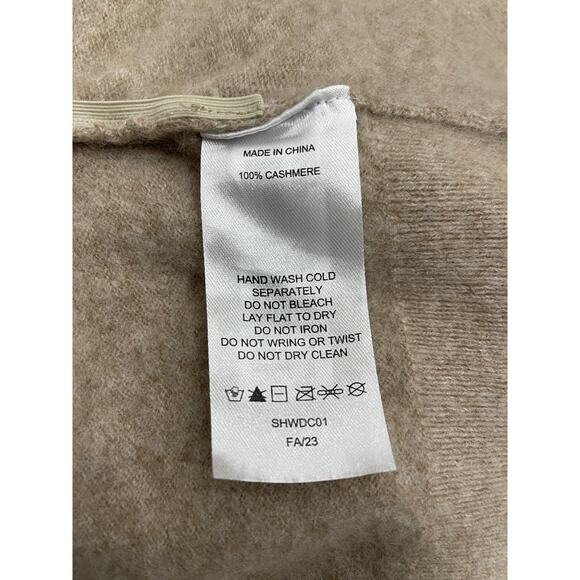 MADE IN CHINA
100% CASHMERE
HAND WASH COLD
SEPARATELY
DO NOT BLEACH
LAY FLAT TO DRY
DO NOT IRON
DO NOT WRING OR TWIST
DO NOT DRY CLEAN
SHWDC01
FA/23